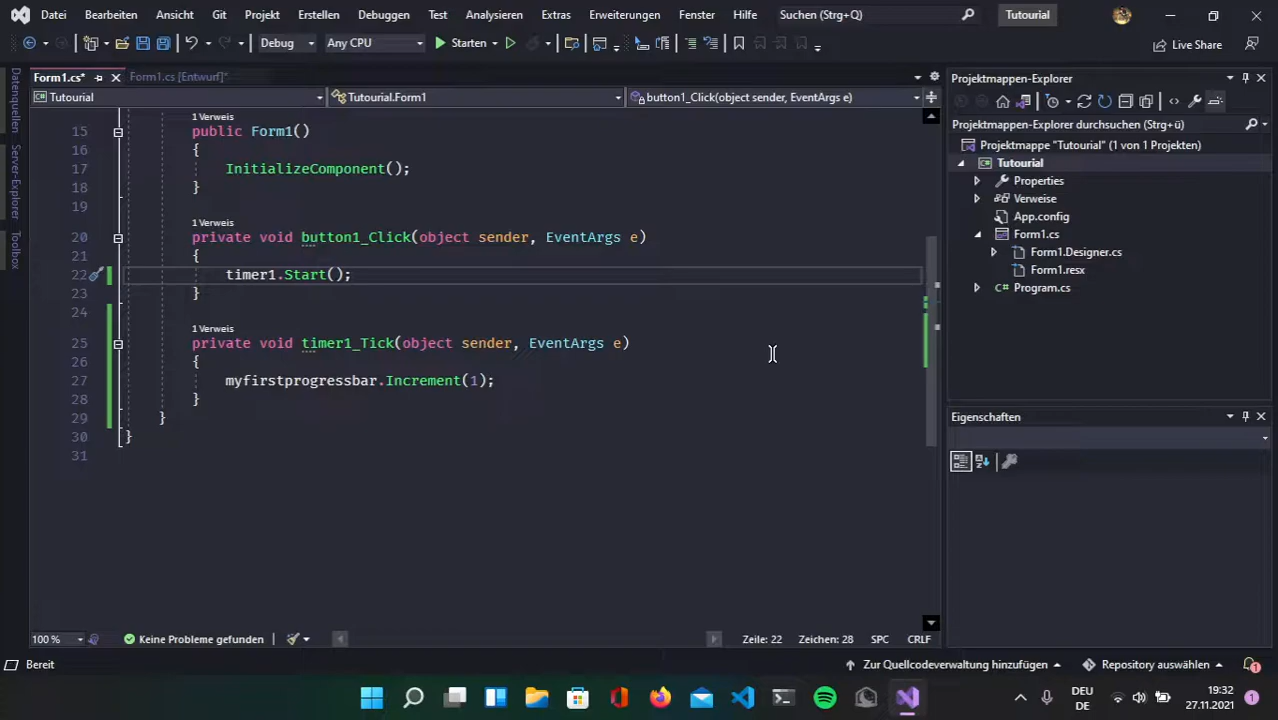 Datei Bearbeiten Ansicht Git Projekt Erstellen Debuggen Test Analysieren Extras Erweiterungen Fenster Hilfe Suchen (Strg+Q) Tutourial
Debug Any CPU Starten Live Share
Form1.cs* Form1.cs [Entwurf]*
Tutourial Tutourial.Form1 button1_Click(object sender, EventArgs e)
Datenquellen
Server-Explorer
Toolbox
1 Verweis
15 public Form1()
16 {
17 InitializeComponent();
18 }
19
1 Verweis
20 private void button1_Click(object sender, EventArgs e)
21 {
22 timer1.Start();
23 }
24
1 Verweis
25 private void timer1_Tick(object sender, EventArgs e)
26 {
27 myfirstprogressbar.Increment(1);
28 }
29 }
30 }
31
100 % Keine Probleme gefunden Zeile: 22 Zeichen: 28 SPC CRLF
Projektmappen-Explorer
Projektmappen-Explorer durchsuchen (Strg+ü)
Projektmappe "Tutourial" (1 von 1 Projekten)
Tutourial
Properties
Verweise
App.config
Form1.cs
Form1.Designer.cs
Form1.resx
Program.cs
Eigenschaften
Bereit Zur Quellcodeverwaltung hinzufügen Repository auswählen 1
DEU
DE
19:32
27.11.2021
1